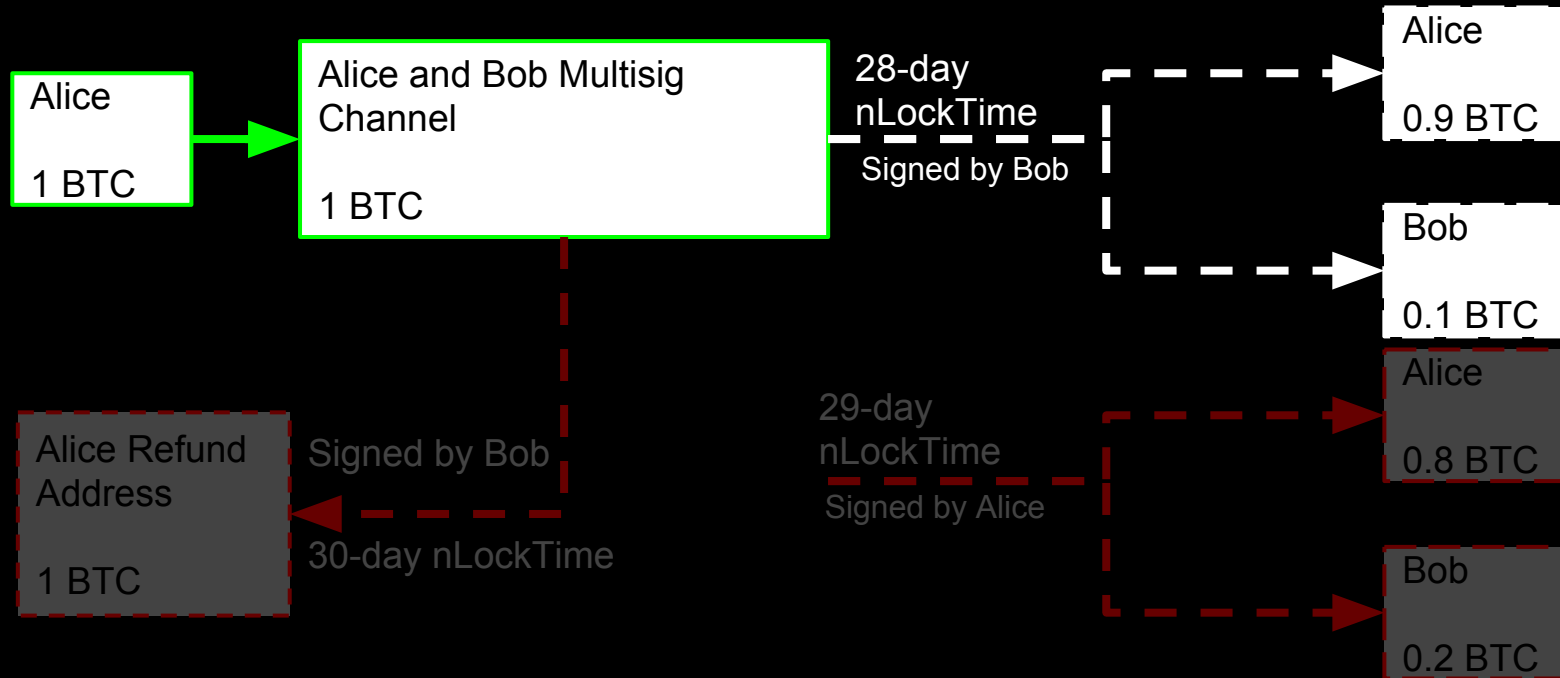 Alice
1 BTC
Alice and Bob Multisig
Channel
1 BTC
28-day
nLockTime
Signed by Bob
Alice
0.9 BTC
Bob
0.1 BTC
Alice Refund
Address
1 BTC
Signed by Bob
30-day nLockTime
29-day
nLockTime
Signed by Alice
Alice
0.8 BTC
Bob
0.2 BTC